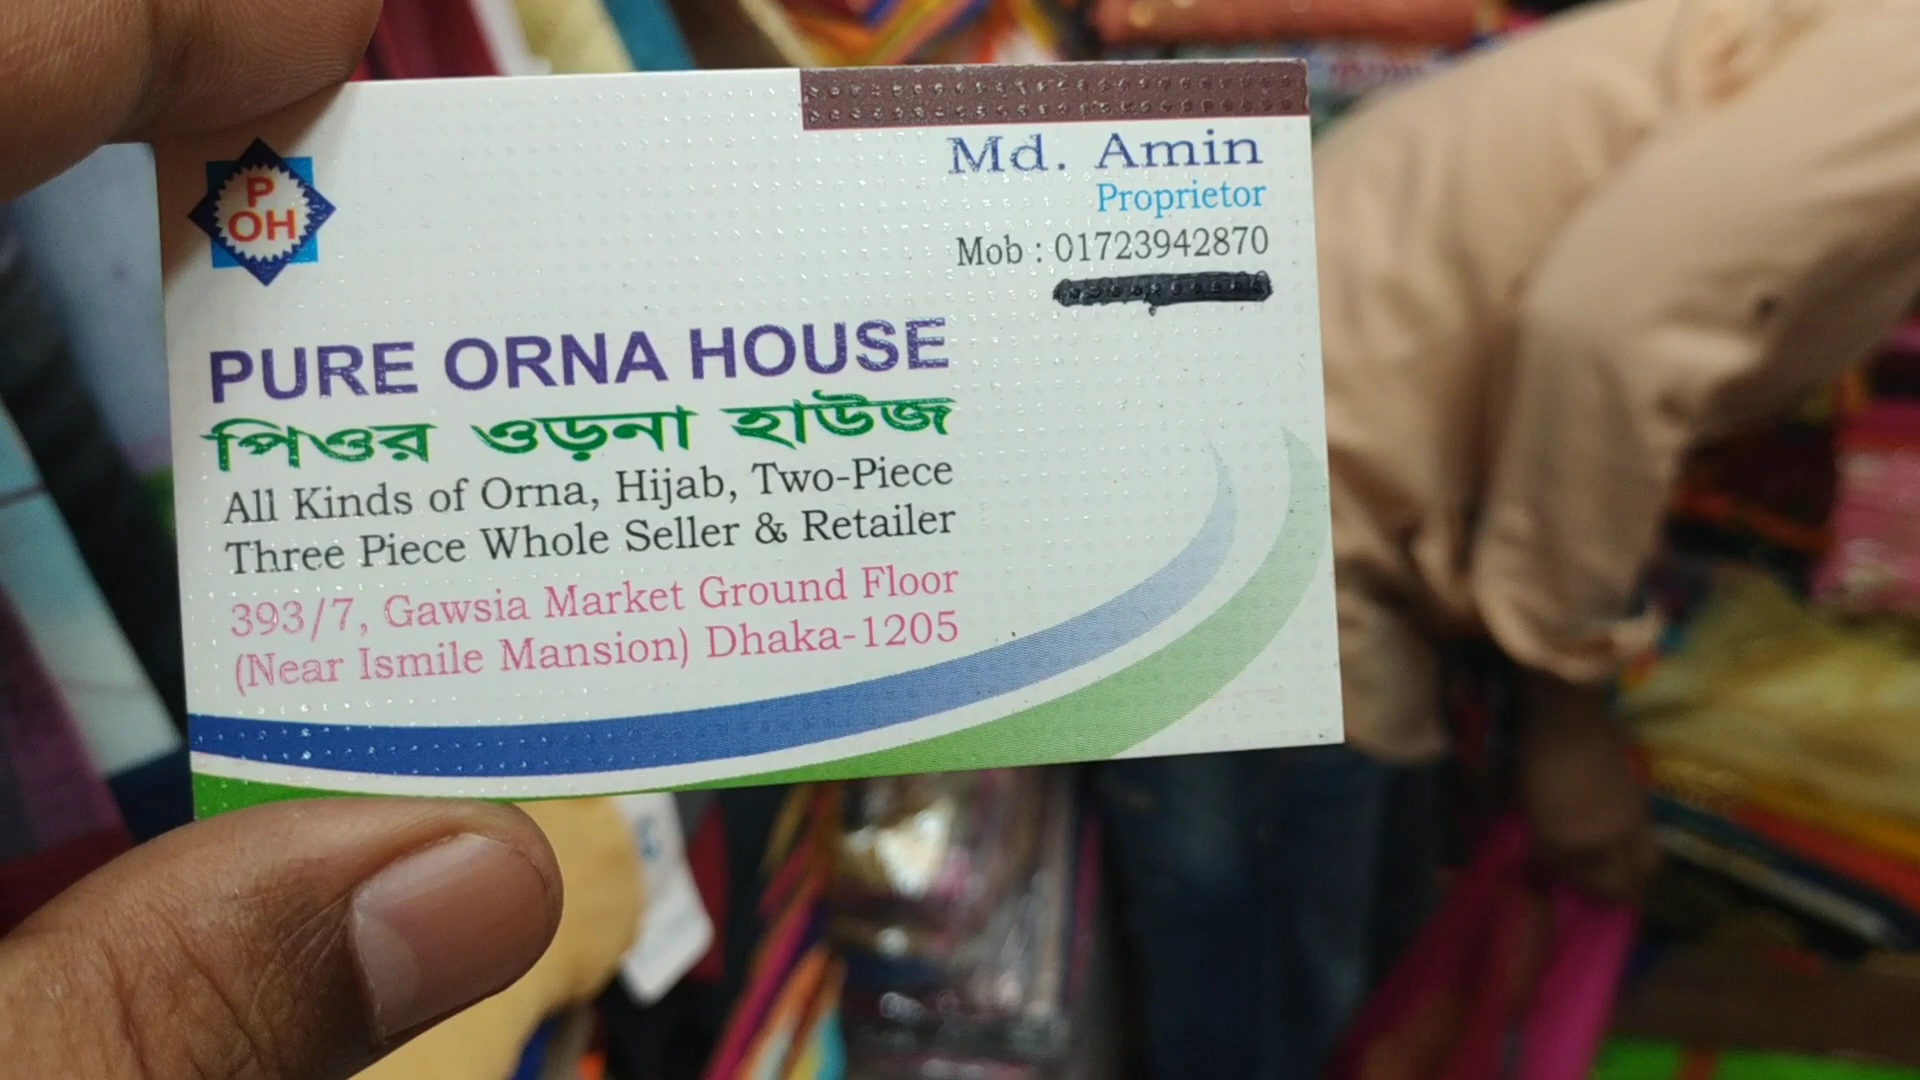 P
OH
Md. Amin
Proprietor
Mob : 01723942870
PURE ORNA HOUSE
পিওর ওড়না হাউজ
All Kinds of Orna, Hijab, Two-Piece
Three Piece Whole Seller & Retailer
393/7, Gawsia Market Ground Floor
(Near Ismile Mansion) Dhaka-1205